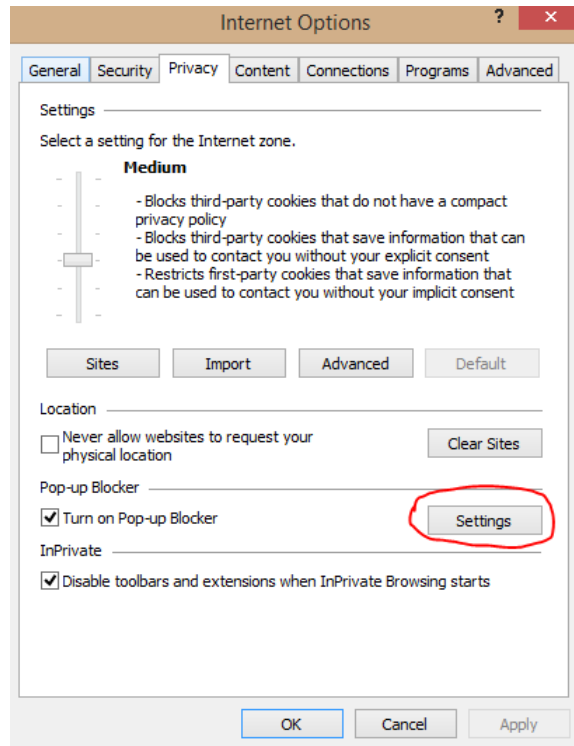 Internet Options
?
General Security Privacy Content Connections Programs Advanced
Settings
Select a setting for the Internet zone.
Medium
- Blocks third-party cookies that do not have a compact
privacy policy
- Blocks third-party cookies that save information that can
be used to contact you without your explicit consent
- Restricts first-party cookies that save information that
can be used to contact you without your implicit consent
Sites Import Advanced Default
Location
Never allow websites to request your
physical location
Clear Sites
Pop-up Blocker
Turn on Pop-up Blocker
Settings
InPrivate
Disable toolbars and extensions when InPrivate Browsing starts
OK Cancel Apply